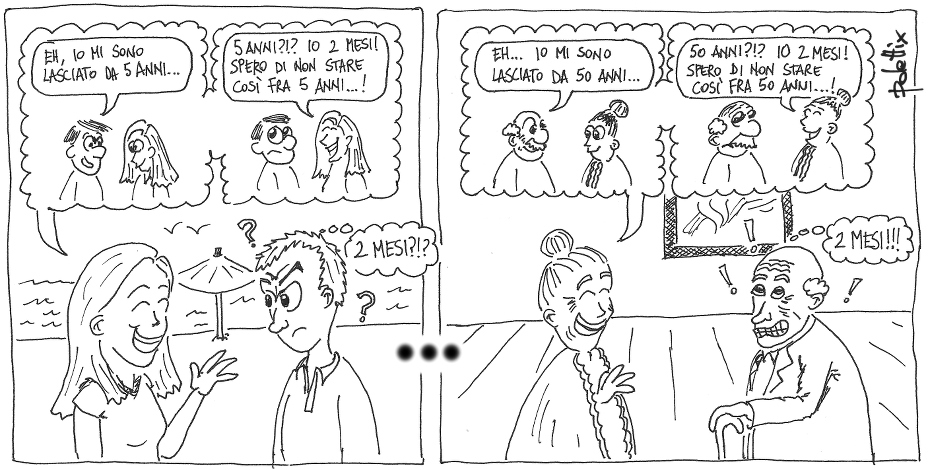 EH, IO MI SONO
LASCIATO DA 5 ANNI...
5 ANNI?!? IO 2 MESI!
SPERO DI NON STARE
COSÌ FRA 5 ANNI...!
?
2 MESI?!?
?
...
EH... IO MI SONO
LASCIATO DA 50 ANNI...
50 ANNI?!? IO 2 MESI!
SPERO DI NON STARE
COSÌ FRA 50 ANNI...!
!
2 MESI!!!
!
!